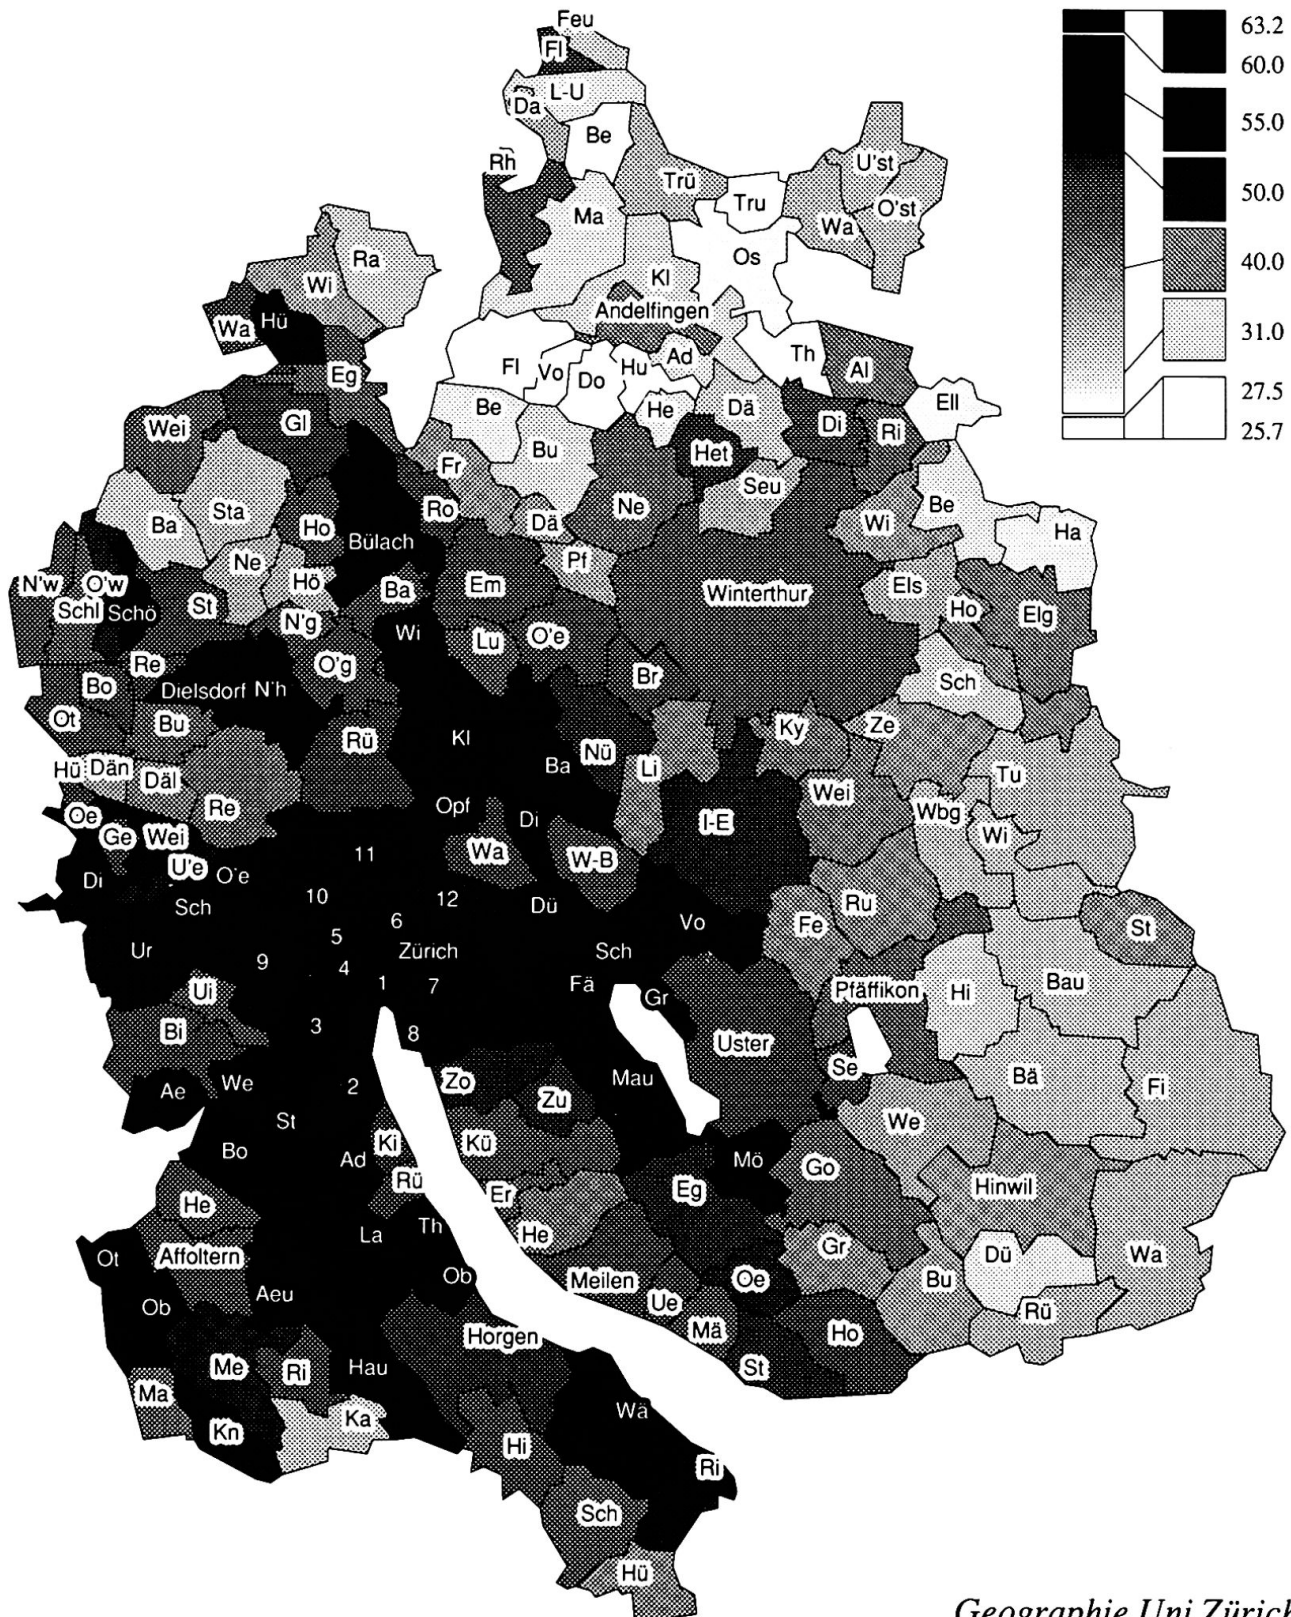 Feu
63.2
Fl
60.0
L-U
Da
55.0
Be
Rh
U'st
50.0
Trü
Tru
O'st
Ma
Wa
Ra
Os
40.0
Wi
Kl
Andelfingen
31.0
Wa
Hü
Fl
Vo
Do
Hu
Ad
Th
Al
27.5
Eg
Be
He
Dä
Ell
25.7
Wei
Gl
Bu
Het
Di
Ri
Fr
Seu
Ba
Sta
Ho
Ro
Dä
Ne
Wi
Be
Ha
Bülach
Ne
Hö
Pf
N'w
O'w
Ba
Em
Winterthur
Els
Schl
Schö
St
N'g
Wi
Lu
O'e
Ho
Elg
Re
O'g
Br
Sch
Bo
Dielsdorf
N'h
Ot
Bu
Rü
Kl
Nü
Ky
Ze
Hü
Dän
Däl
Ba
Li
Tu
Oe
Re
Opf
Di
I-E
Wei
Wbg
Ge
Wei
Wi
U'e
O'e
11
Wa
W-B
Di
Sch
10
12
Dü
Ru
6
Vo
Fe
St
Ur
5
Zürich
Sch
9
4
1
7
Fä
Gr
Pfäffikon
Hi
Bau
Ui
Bi
3
8
Uster
Se
Bä
Fi
Ae
We
2
Zo
Zu
Mau
St
Ki
Kü
We
Bo
Ad
Rü
Er
Eg
Mö
Go
Hinwil
He
Th
He
Affoltern
La
Gr
Dü
Wa
Ot
Ob
Meilen
Oe
Bu
Ob
Aeu
Ue
Rü
Horgen
Mä
Ho
Me
Ri
Hau
St
Ma
Kn
Ka
Wä
Hi
Ri
Sch
Hü
Geographie Uni Zürich